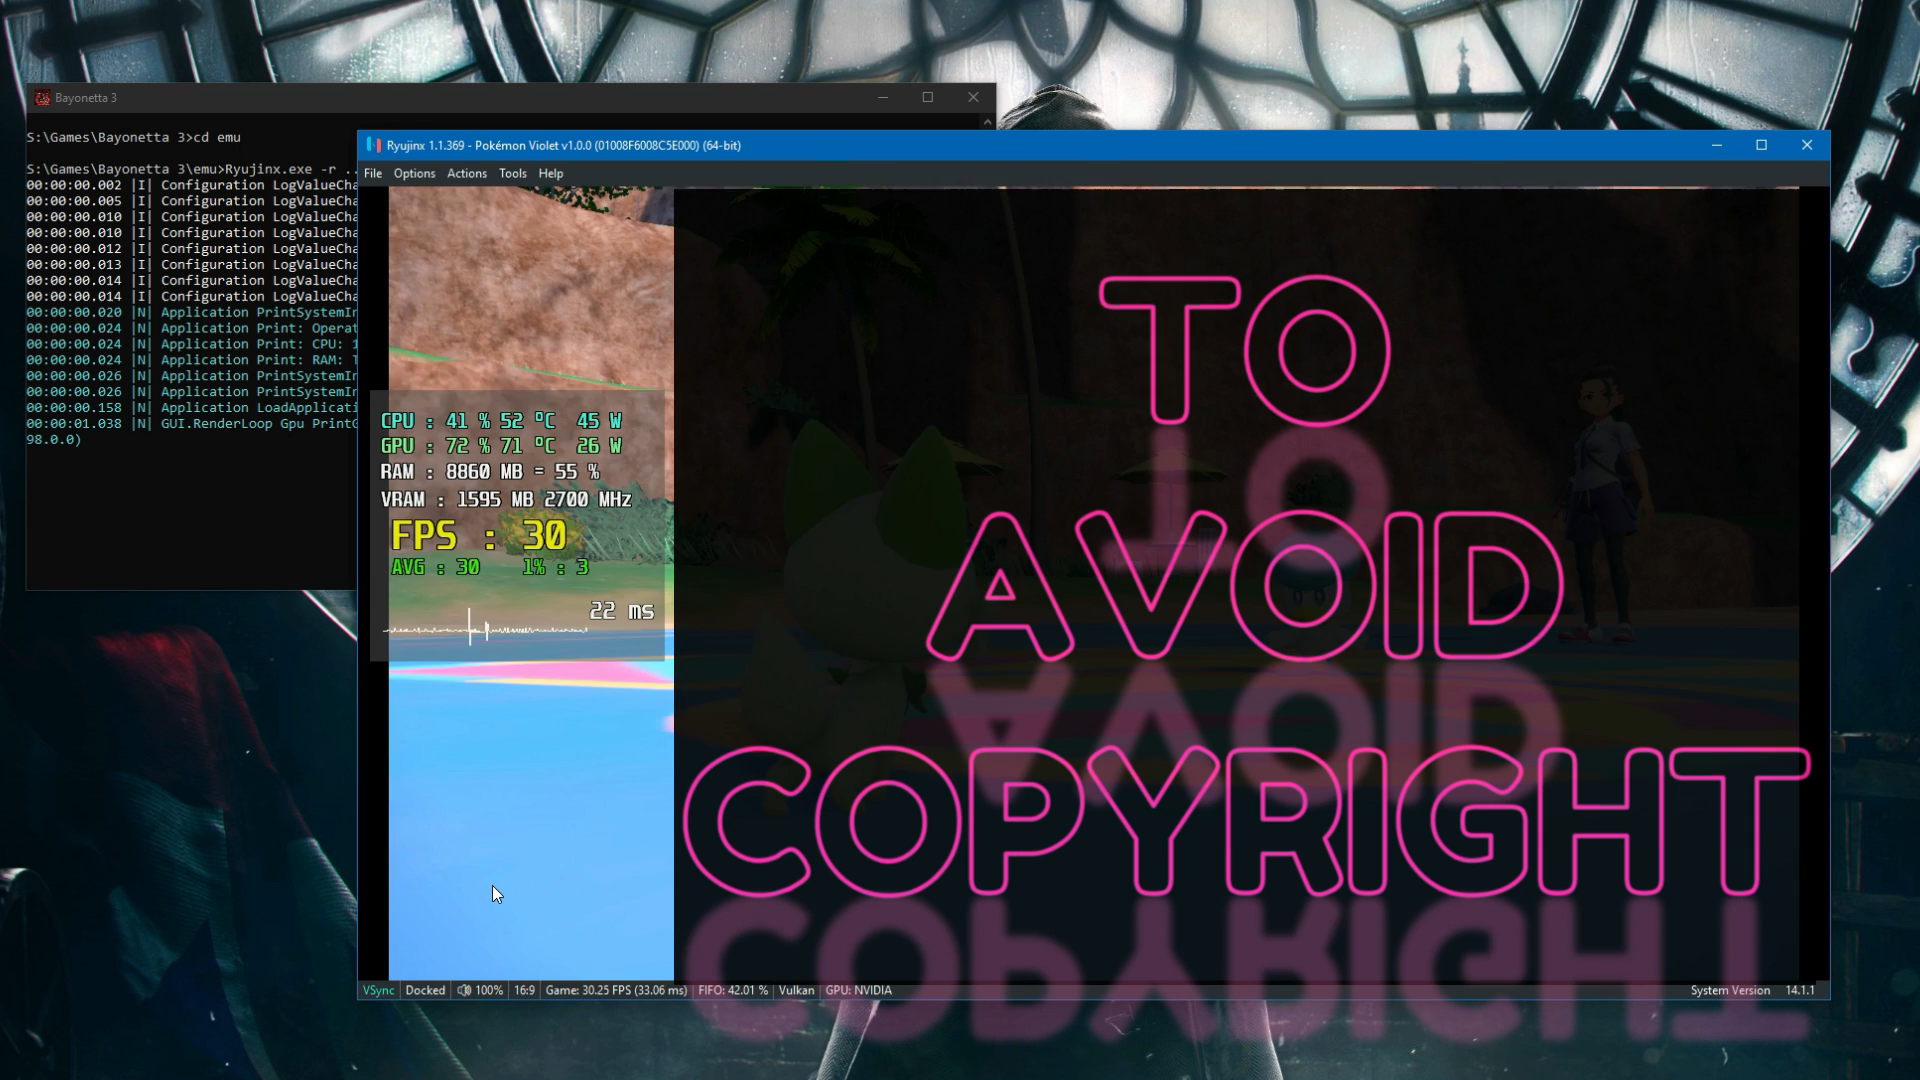 Bayonetta 3
S:\Games\Bayonetta 3>cd emu
S:\Games\Bayonetta 3\emu>Ryujinx.exe -r ..
00:00:00.002 |I| Configuration LogValueCha
00:00:00.005 |I| Configuration LogValueCha
00:00:00.010 |I| Configuration LogValueCha
00:00:00.010 |I| Configuration LogValueCha
00:00:00.012 |I| Configuration LogValueCha
00:00:00.013 |I| Configuration LogValueCha
00:00:00.014 |I| Configuration LogValueCha
00:00:00.014 |I| Configuration LogValueCha
00:00:00.020 |N| Application PrintSystemIn
00:00:00.024 |N| Application Print: Operat
00:00:00.024 |N| Application Print: CPU: 1
00:00:00.024 |N| Application Print: RAM: T
00:00:00.026 |N| Application PrintSystemIn
00:00:00.026 |N| Application PrintSystemIn
00:00:00.158 |N| Application LoadApplicati
00:00:01.038 |N| GUI.RenderLoop Gpu PrintG
98.0.0)
Ryujinx 1.1.369 - Pokémon Violet v1.0.0 (01008F6008C5E000) (64-bit)
File Options Actions Tools Help
CPU : 41 % 52 ºC 45 W
GPU : 72 % 71 ºC 26 W
RAM : 8860 MB = 55 %
VRAM : 1595 MB 2700 MHz
FPS : 30
AVG : 30 1% : 3
22 ms
TO
AVOID
COPYRIGHT
VSync Docked 100% 16:9 Game: 30.25 FPS (33.06 ms) FIFO: 42.01 % Vulkan GPU: NVIDIA System Version 14.1.1